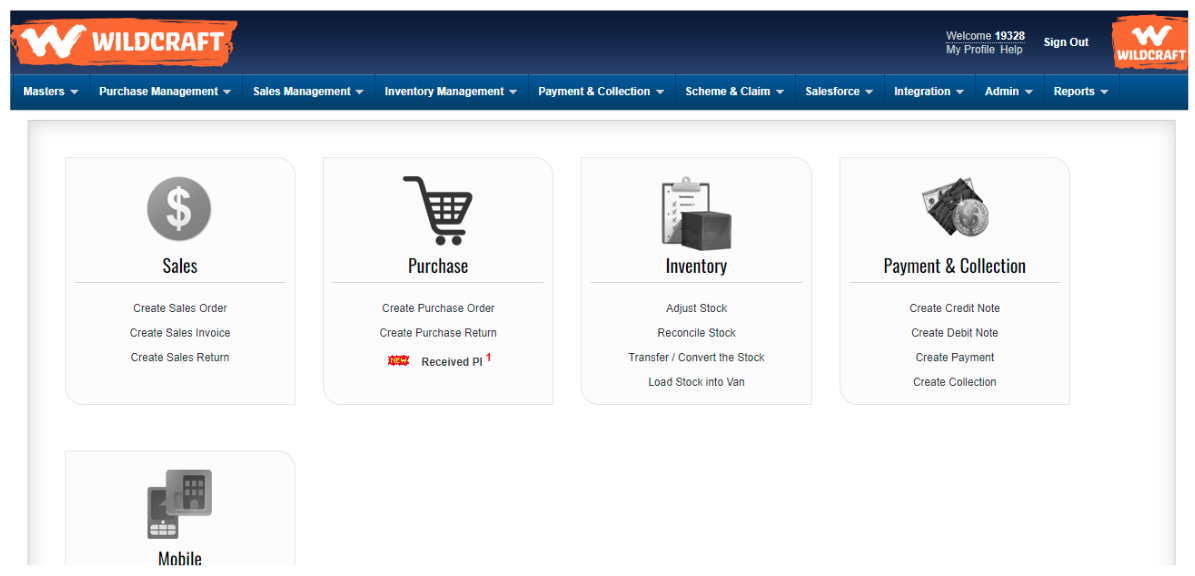 WILDCRAFT
Welcome 19328
My Profile Help
Sign Out
WILDCRAFT
Masters Purchase Management Sales Management Inventory Management Payment & Collection Scheme & Claim Salesforce Integration Admin Reports
Sales
Create Sales Order
Create Sales Invoice
Create Sales Return
Purchase
Create Purchase Order
Create Purchase Return
NEW Received PI 1
Inventory
Adjust Stock
Reconcile Stock
Transfer / Convert the Stock
Load Stock into Van
Payment & Collection
Create Credit Note
Create Debit Note
Create Payment
Create Collection
Mobile